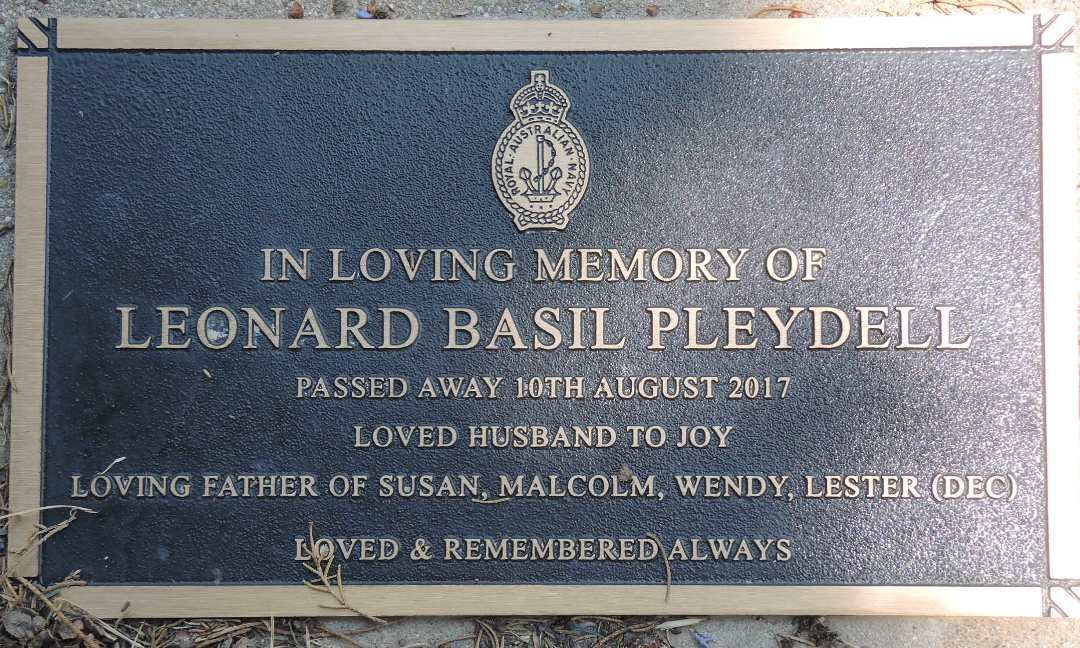 ROYAL · AUSTRALIAN · NAVY
IN LOVING MEMORY OF
LEONARD BASIL PLEYDELL
PASSED AWAY 10TH AUGUST 2017
LOVED HUSBAND TO JOY
LOVING FATHER OF SUSAN, MALCOLM, WENDY, LESTER (DEC)
LOVED & REMEMBERED ALWAYS